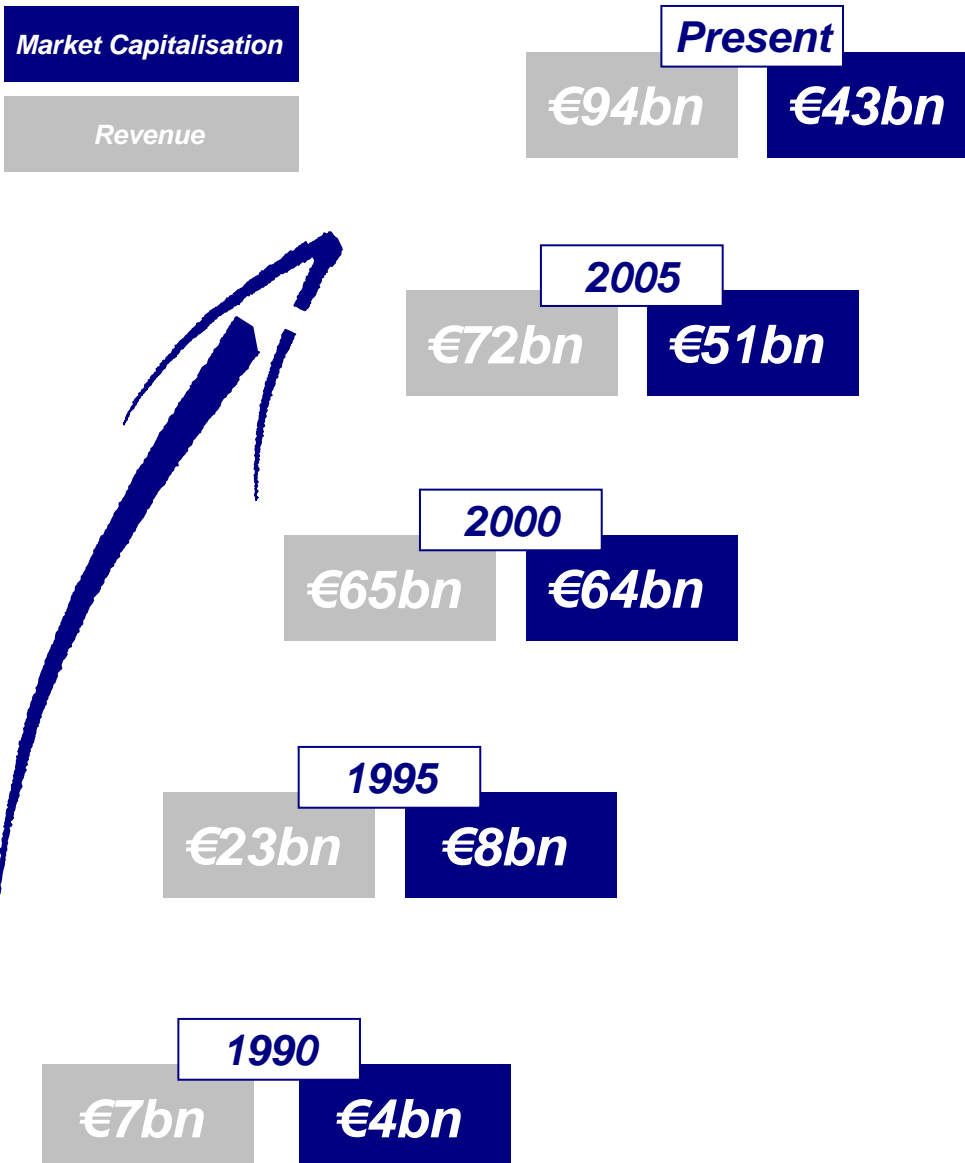 Market Capitalisation
Revenue
Present
€94bn €43bn
2005
€72bn €51bn
2000
€65bn €64bn
1995
€23bn €8bn
1990
€7bn €4bn